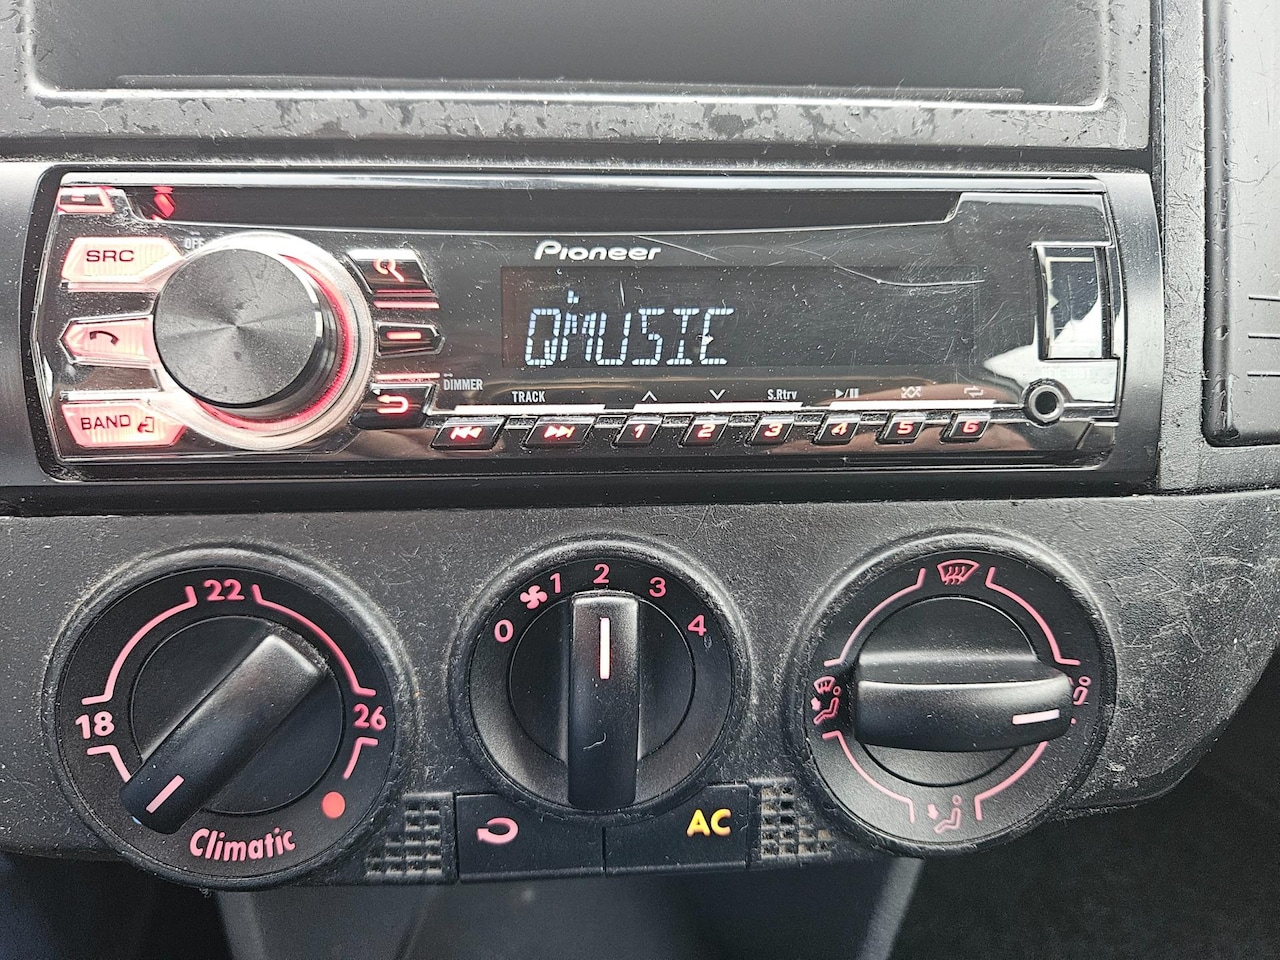 SRC
OFF
Pioneer
QMUSIC
DIMMER
TRACK
S.Rtrv
BAND
1 2 3 4 5 6
22
18
26
Climatic
0 1 2 3 4
AC